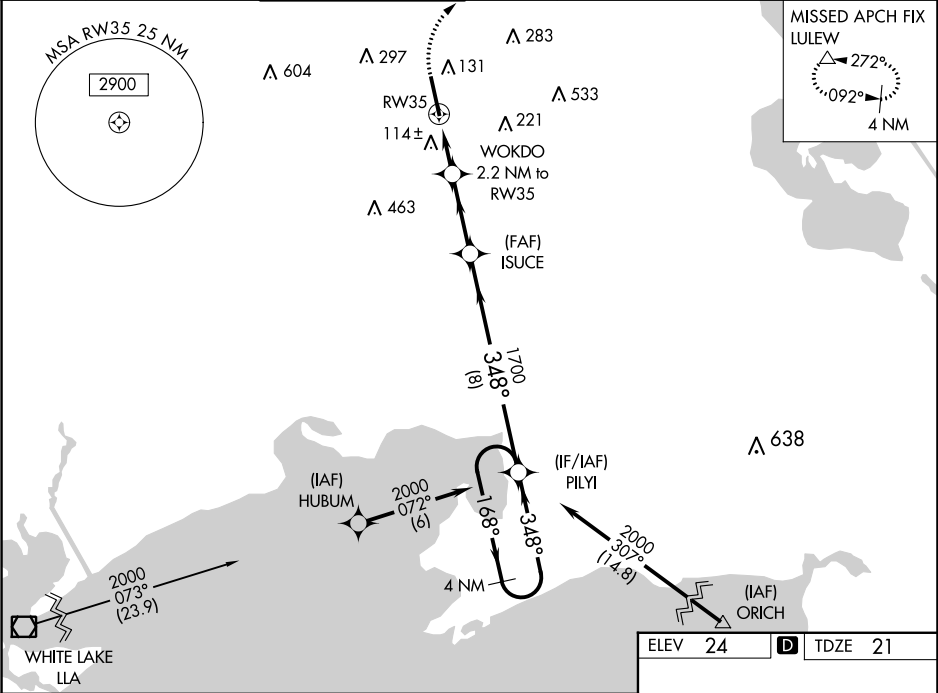 MSA RW35 25 NM
2900
604
297
283
131
533
RW35
221
114±
WOKDO
2.2 NM to
RW35
463
(FAF)
ISUCE
MISSED APCH FIX
LULEW
272°
092°
4 NM
1700
348°
(8)
638
(IF/IAF)
PILYI
(IAF)
HUBUM
2000
072°
(6)
168°
348°
4 NM
2000
307°
(14.8)
(IAF)
ORICH
2000
073°
(23.9)
WHITE LAKE
LLA
ELEV 24 D TDZE 21